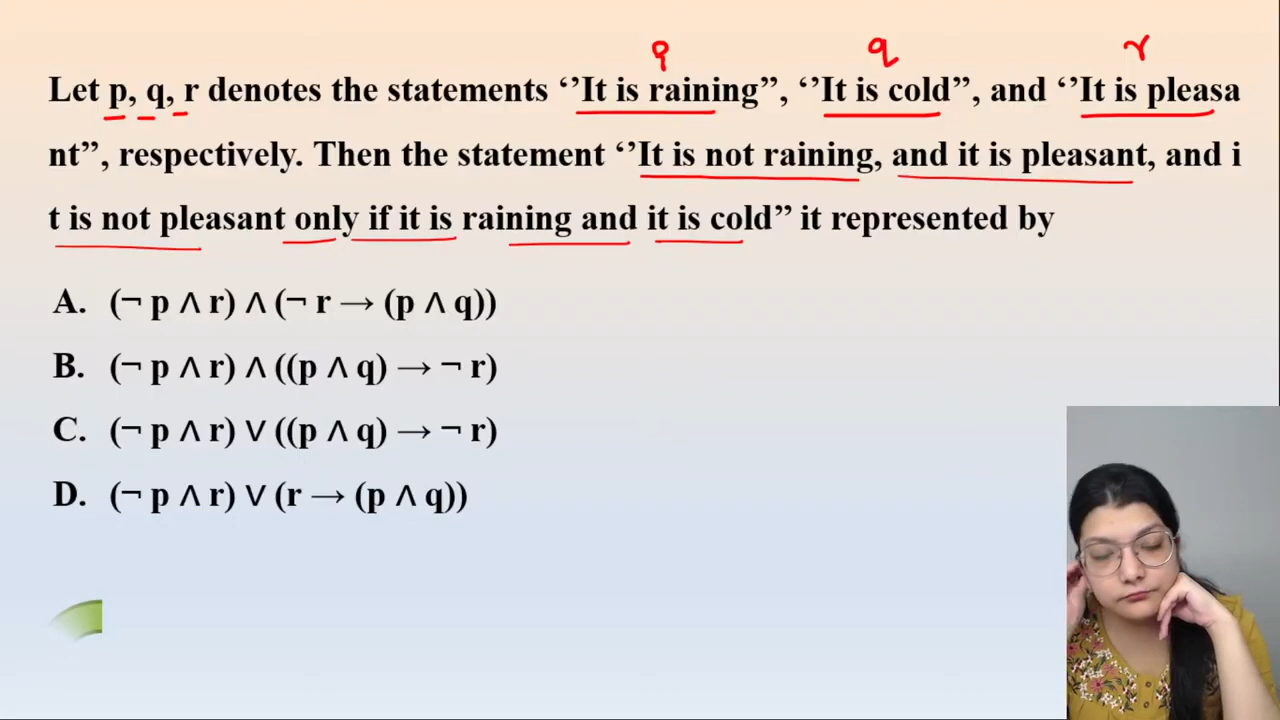 p q r
Let p, q, r denotes the statements ‘’It is raining”, ‘’It is cold”, and ‘’It is pleasa
nt”, respectively. Then the statement ‘’It is not raining, and it is pleasant, and i
t is not pleasant only if it is raining and it is cold” it represented by
A. (¬ p ∧ r) ∧ (¬ r → (p ∧ q))
B. (¬ p ∧ r) ∧ ((p ∧ q) → ¬ r)
C. (¬ p ∧ r) ∨ ((p ∧ q) → ¬ r)
D. (¬ p ∧ r) ∨ (r → (p ∧ q))